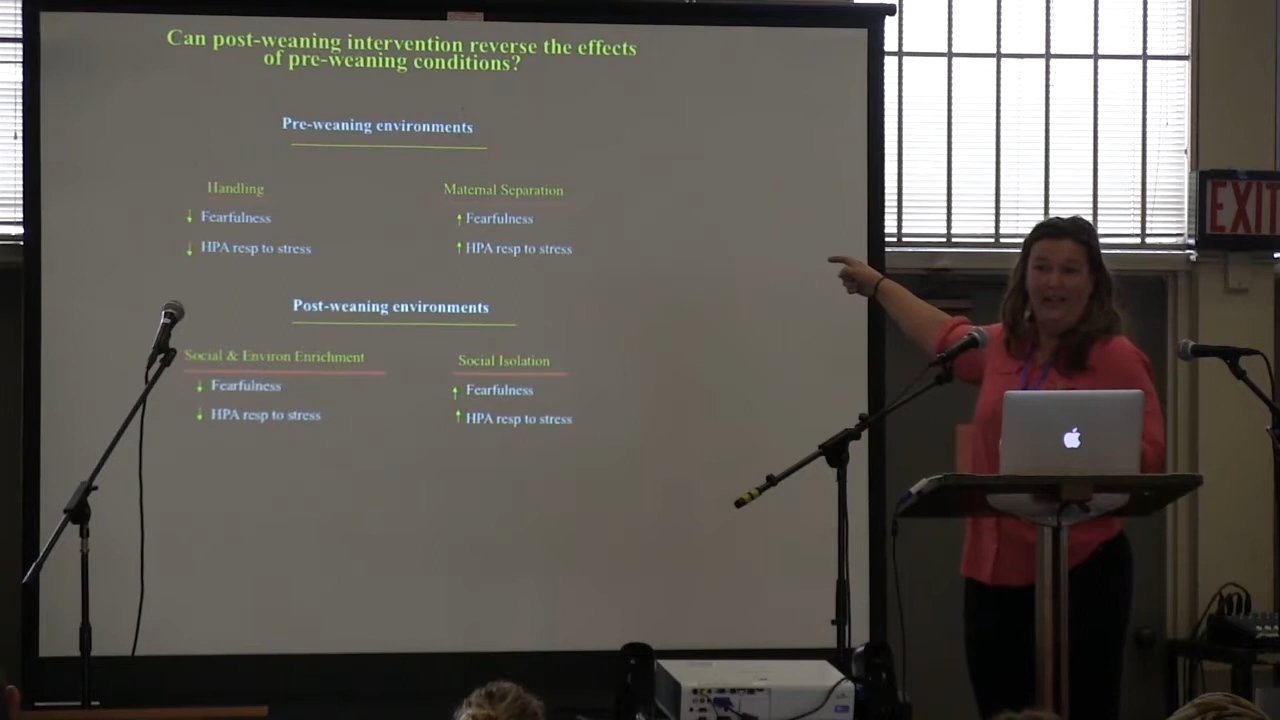 Can post-weaning intervention reverse the effects
of pre-weaning conditions?
Pre-weaning environments
Handling
↓ Fearfulness
↓ HPA resp to stress
Maternal Separation
↑ Fearfulness
↑ HPA resp to stress
Post-weaning environments
Social & Environ Enrichment
↓ Fearfulness
↓ HPA resp to stress
Social Isolation
↑ Fearfulness
↑ HPA resp to stress
EXIT